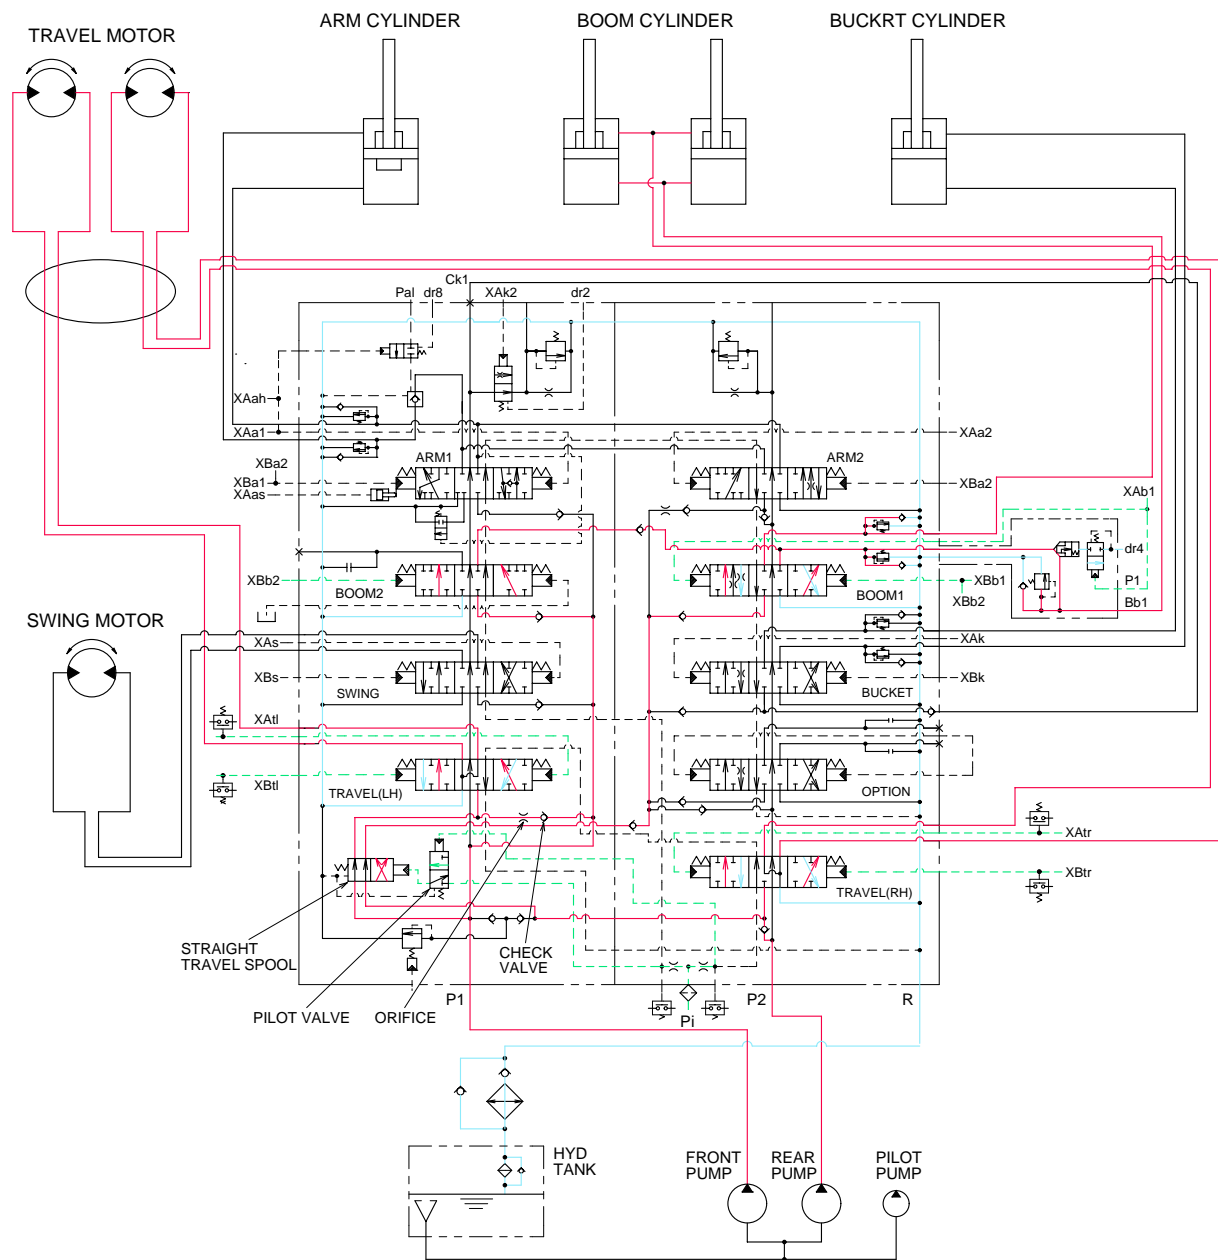 ARM CYLINDER
BOOM CYLINDER
BUCKRT CYLINDER
TRAVEL MOTOR
Ck1
Pal
dr8
XAk2
dr2
XAah
XAa1
XAa2
XBa2
ARM1
ARM2
XBa1
XBa2
XAas
XAb1
dr4
XBb2
XBb1
P1
BOOM2
BOOM1
XBb2
Bb1
SWING MOTOR
XAs
XAk
XBs
XBk
SWING
BUCKET
XAtl
XBtl
TRAVEL(LH)
OPTION
XAtr
XBtr
TRAVEL(RH)
STRAIGHT
TRAVEL SPOOL
CHECK
VALVE
PILOT VALVE
ORIFICE
P1
P2
R
Pi
HYD
TANK
FRONT
PUMP
REAR
PUMP
PILOT
PUMP